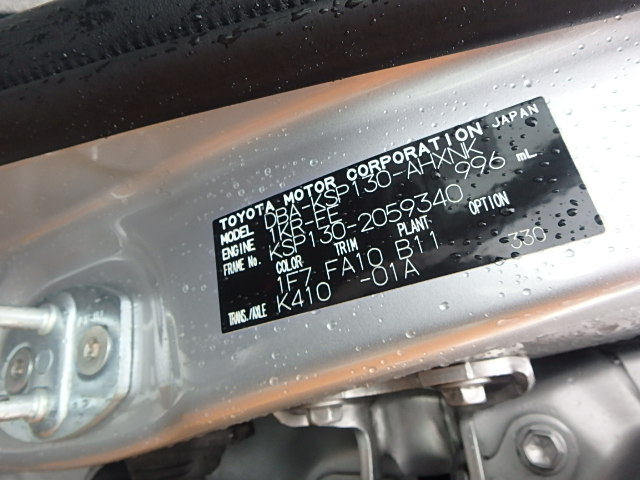 TOYOTA MOTOR CORPORATION JAPAN
MODEL DBA-KSP130-AHXNK
ENGINE 1KR-FE 996 mL
FRAME No. KSP130-2059340
COLOR TRIM PLANT OPTION
1F7 FA10 B11 330
TRANS./AXLE K410 -01A